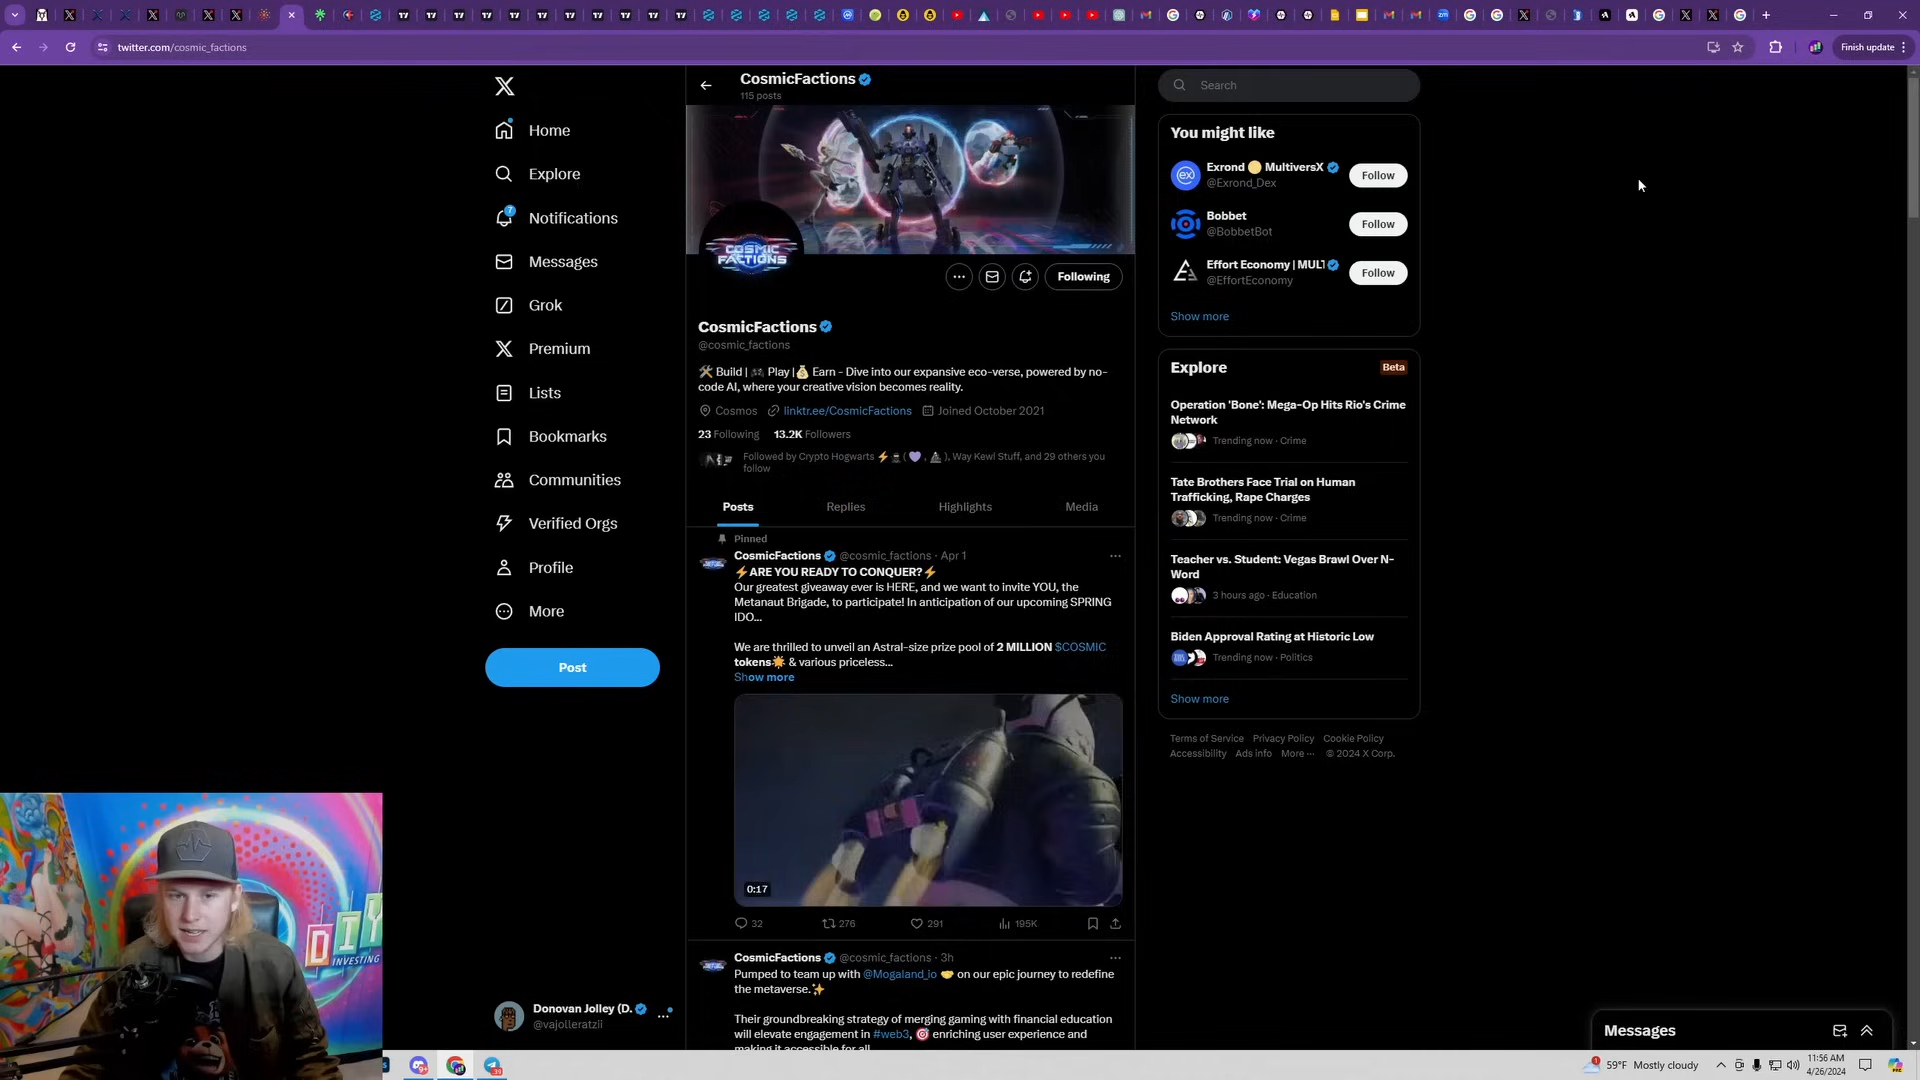 twitter.com/cosmic_factions
Finish update
CosmicFactions
115 posts
Search
Home
Explore
7
Notifications
Messages
Grok
Premium
Lists
Bookmarks
Communities
Verified Orgs
Profile
More
Post
COSMIC
FACTIONS
Following
CosmicFactions
@cosmic_factions
🛠️ Build | 🎮 Play |💰 Earn - Dive into our expansive eco-verse, powered by no-
code AI, where your creative vision becomes reality.
Cosmos linktr.ee/CosmicFactions Joined October 2021
23 Following 13.2K Followers
Followed by Crypto Hogwarts ⚡ ( 💜 , ), Way Kewl Stuff, and 29 others you
follow
Posts Replies Highlights Media
Pinned
CosmicFactions @cosmic_factions · Apr 1
⚡ARE YOU READY TO CONQUER?⚡
Our greatest giveaway ever is HERE, and we want to invite YOU, the
Metanaut Brigade, to participate! In anticipation of our upcoming SPRING
IDO...
We are thrilled to unveil an Astral-size prize pool of 2 MILLION $COSMIC
tokens🌟 & various priceless...
Show more
0:17
32 276 291 195K
CosmicFactions @cosmic_factions · 3h
Pumped to team up with @Mogaland_io 🤝 on our epic journey to redefine
the metaverse.✨
Their groundbreaking strategy of merging gaming with financial education
will elevate engagement in #web3, 🎯 enriching user experience and
making it accessible for all
You might like
Exrond 🟡 MultiversX
@Exrond_Dex
Follow
Bobbet
@BobbetBot
Follow
Effort Economy | MUL
@EffortEconomy
Follow
Show more
Explore
Beta
Operation 'Bone': Mega-Op Hits Rio's Crime
Network
Trending now · Crime
Tate Brothers Face Trial on Human
Trafficking, Rape Charges
Trending now · Crime
Teacher vs. Student: Vegas Brawl Over N-
Word
3 hours ago · Education
Biden Approval Rating at Historic Low
Trending now · Politics
Show more
Terms of Service Privacy Policy Cookie Policy
Accessibility Ads info More ··· © 2024 X Corp.
DIY
INVESTING
Donovan Jolley (D.
@vajolleratzii
Messages
59°F Mostly cloudy
11:56 AM
4/26/2024